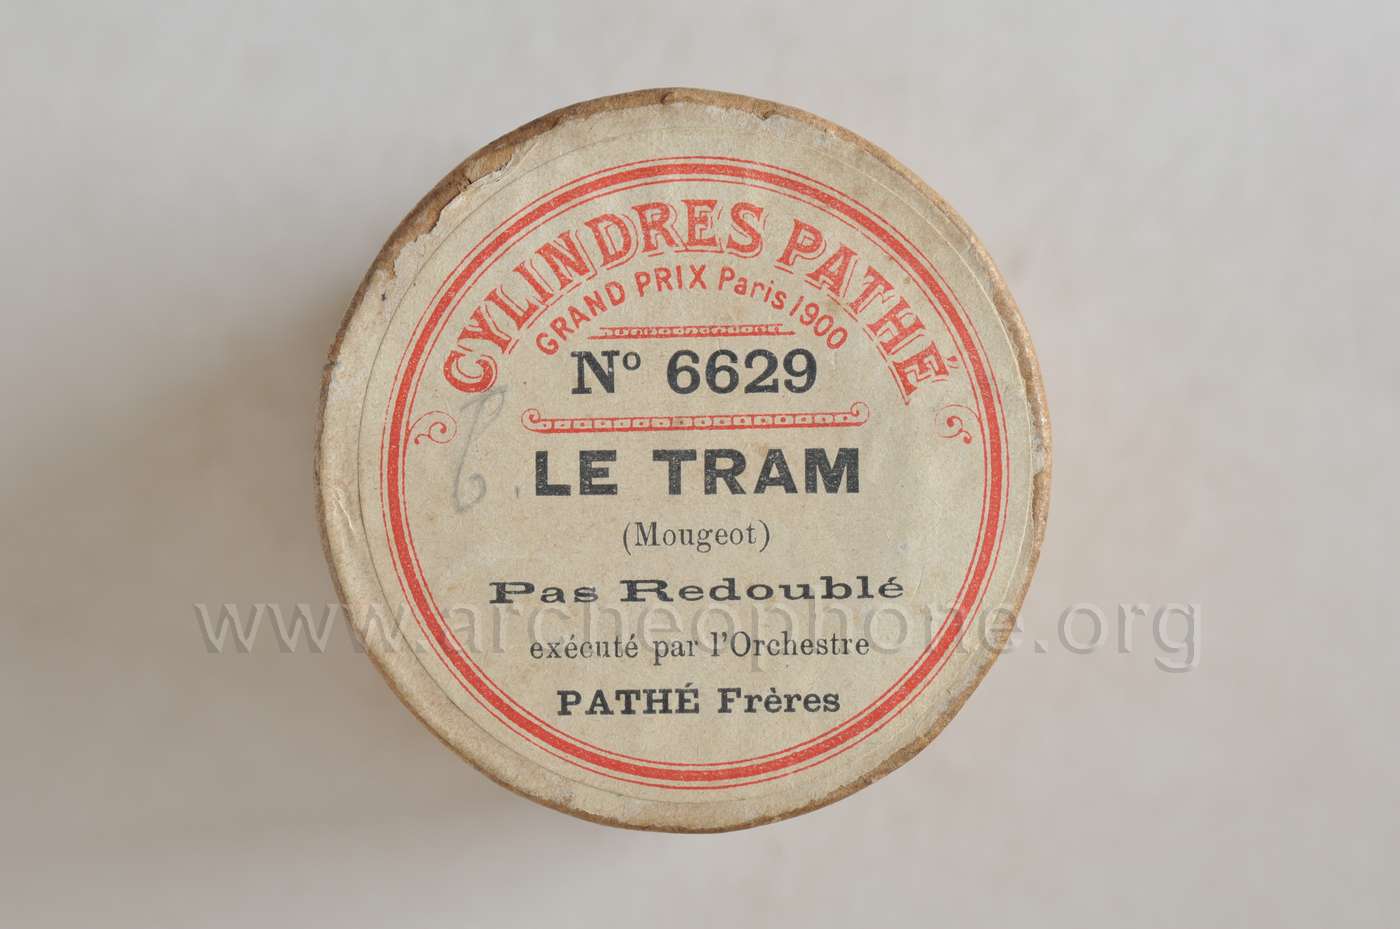 CYLINDRES PATHÉ
GRAND PRIX Paris 1900
Nº 6629
LE TRAM
(Mougeot)
Pas Redoublé
www.archeophone.org
exécuté par l'Orchestre
PATHÉ Frères